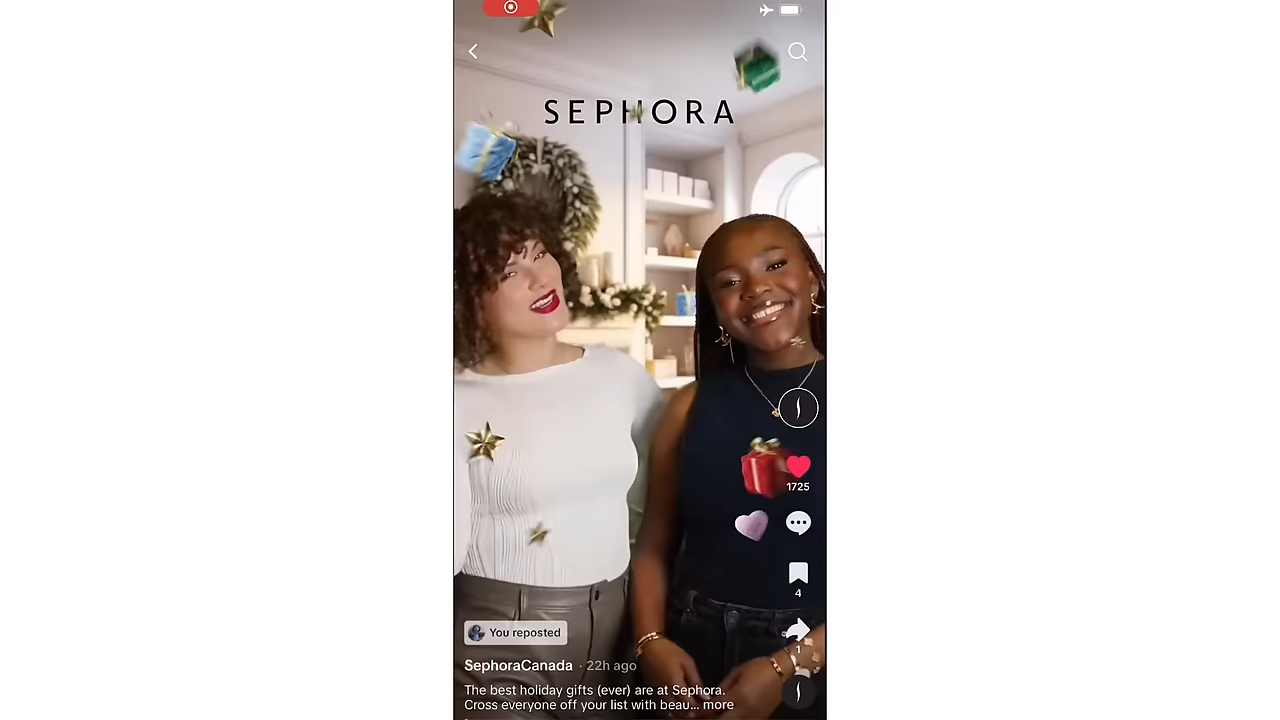 SEPHORA
1725
4
1
You reposted
SephoraCanada · 22h ago
The best holiday gifts (ever) are at Sephora.
Cross everyone off your list with beau... more